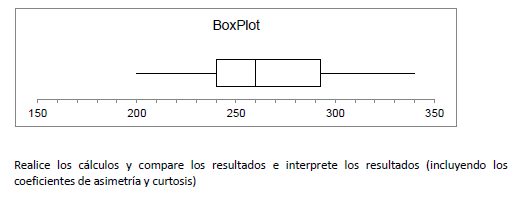 BoxPlot
150 200 250 300 350
Realice los cálculos y compare los resultados e interprete los resultados (incluyendo los
coeficientes de asimetría y curtosis)